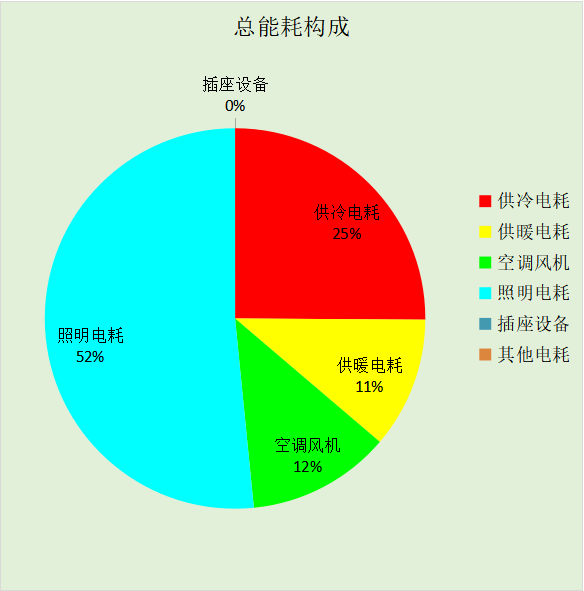 总能耗构成
插座设备
0%
供冷电耗
25%
供暖电耗
11%
空调风机
12%
照明电耗
52%
供冷电耗
供暖电耗
空调风机
照明电耗
插座设备
其他电耗